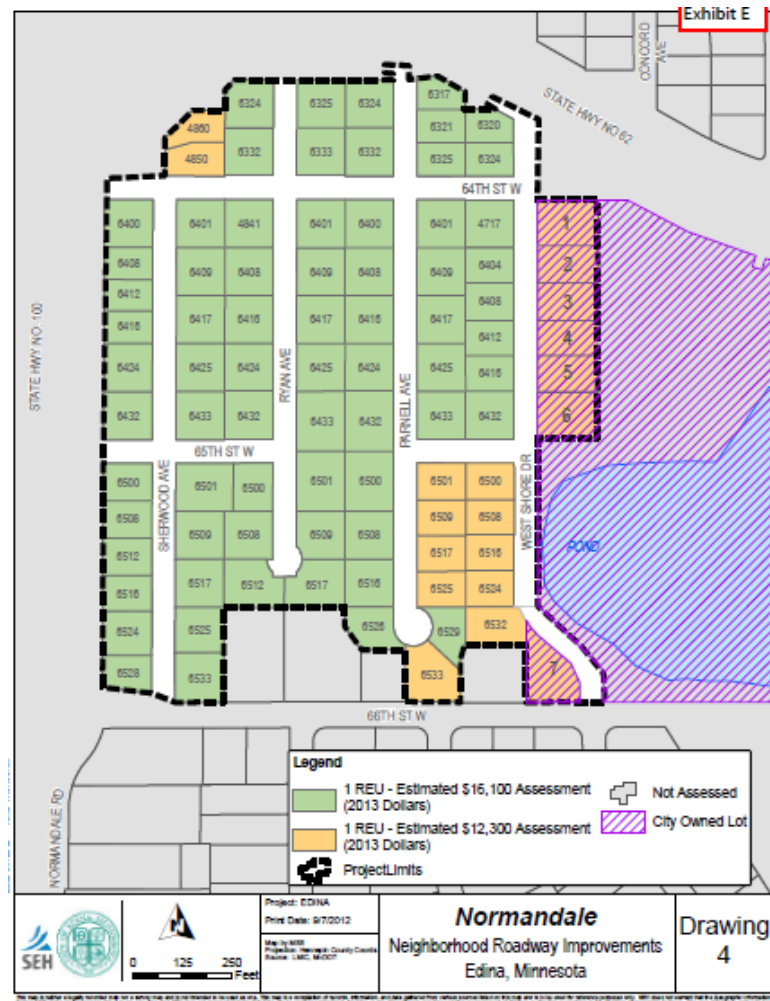 Exhibit E
CONCORD AVE
STATE HWY NO 62
6324
6325
6324
6317
4860
6321
6320
4850
6332
6333
6332
6325
6324
64TH ST W
6400
6401
4841
6401
6400
6401
4717
1
6408
6409
6408
6409
6408
6409
6404
2
6412
6408
3
6416
6417
6416
6417
6416
6417
6412
4
6424
6425
6424
6425
6424
6425
6416
5
6432
6433
6432
6433
6432
6433
6432
6
STATE HWY NO. 100
RYAN AVE
PARNELL AVE
65TH ST W
SHERWOOD AVE
WEST SHORE DR
6500
6501
6500
6501
6500
6501
6500
6508
6509
6508
6509
6508
6509
6508
6512
6517
6516
POND
6516
6517
6512
6517
6516
6525
6524
6524
6525
6526
6529
6532
6528
6533
6533
7
66TH ST W
NORMANDALE RD
Legend
1 REU - Estimated $16,100 Assessment
(2013 Dollars)
Not Assessed
1 REU - Estimated $12,300 Assessment
(2013 Dollars)
City Owned Lot
ProjectLimits
SEH
N
0 125 250
Feet
Project: EDINA
Print Date: 9/7/2012
Normandale
Neighborhood Roadway Improvements
Edina, Minnesota
Drawing
4